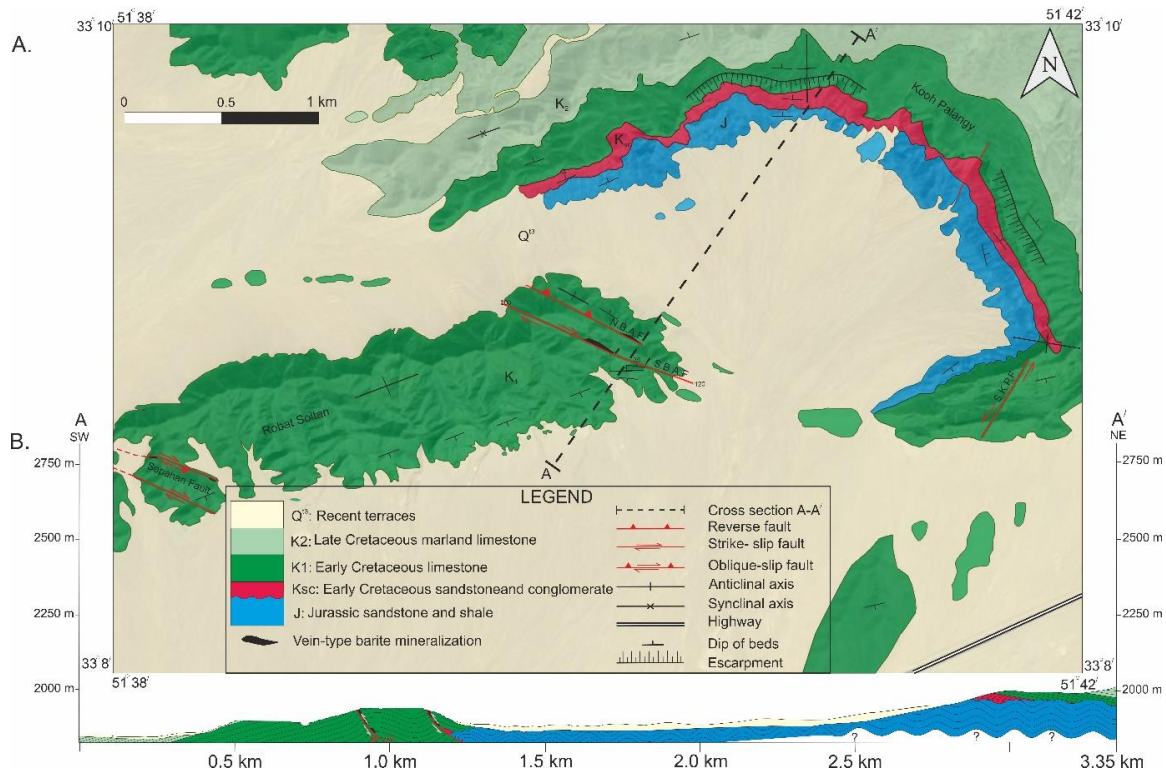 A.
33° 10′
51° 38′
51° 42′
33° 10′
A′
N
0 0.5 1 km
K2
J
Kooh Palangy
Qt3
N.B.A.F
S.B.A.F
120
K1
Robat Soltan
S.K.P.F
Sepahan Fault
A
B.
A
SW
A′
NE
2750 m
2500 m
2250 m
2000 m
2750 m
2500 m
2250 m
2000 m
LEGEND
Qt3: Recent terraces
K2: Late Cretaceous marland limestone
K1: Early Cretaceous limestone
Ksc: Early Cretaceous sandstoneand conglomerate
J: Jurassic sandstone and shale
Vein-type barite mineralization
Cross section A-A′
Reverse fault
Strike- slip fault
Oblique-slip fault
Anticlinal axis
Synclinal axis
Highway
Dip of beds
Escarpment
33° 8′
51° 38′
33° 8′
51° 42′
? ? ?
0.5 km 1.0 km 1.5 km 2.0 km 2.5 km 3.35 km